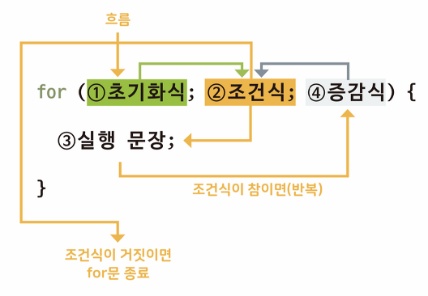 흐름
for (①초기화식; ②조건식; ④증감식) {
③실행 문장;
조건식이 참이면(반복)
}
조건식이 거짓이면
for문 종료